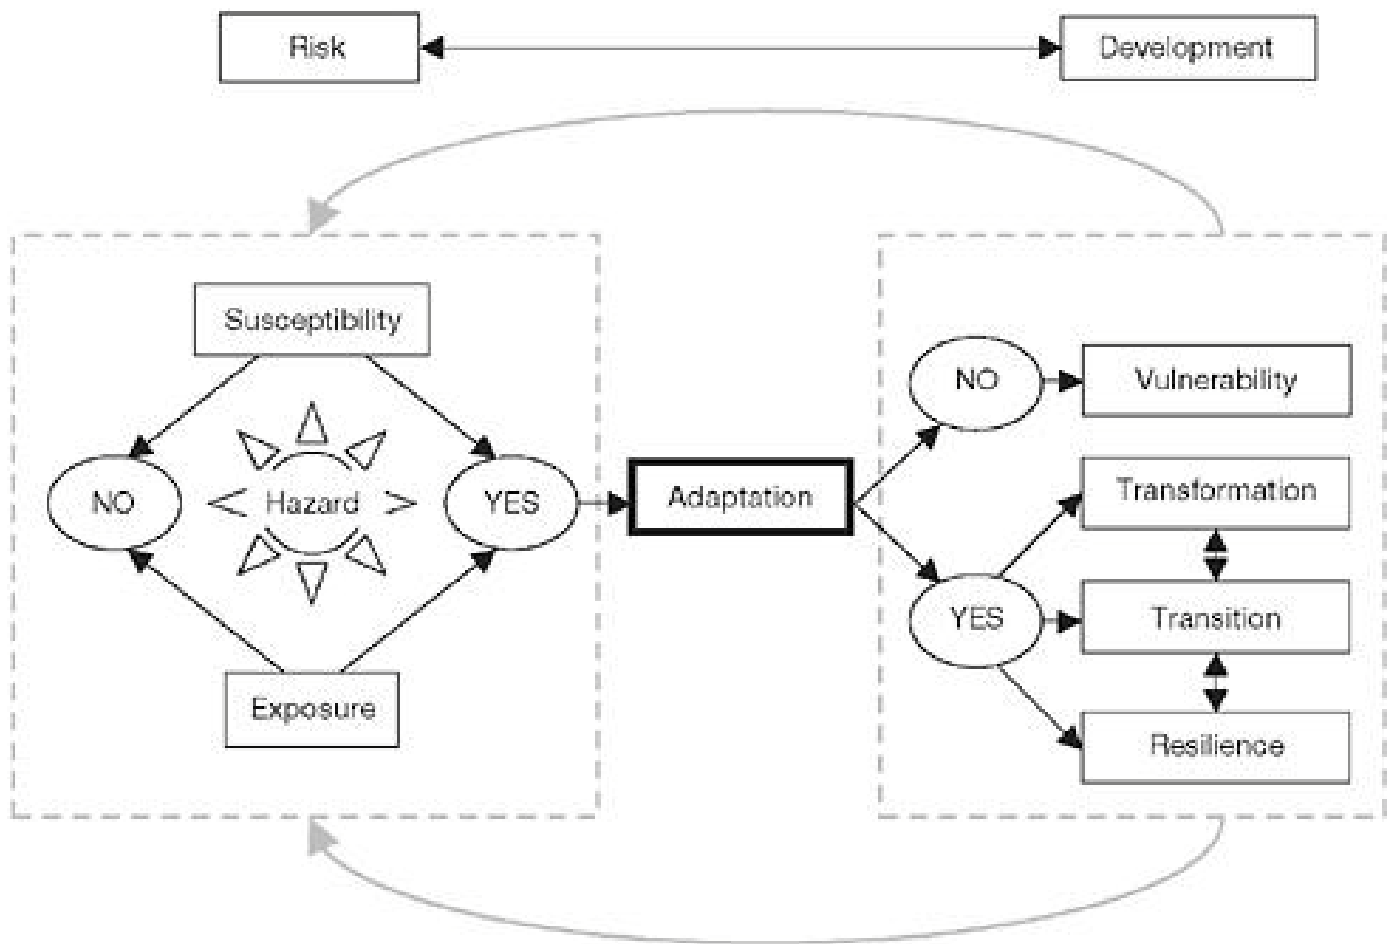 Risk
Development
Susceptibility
NO
Hazard
YES
Exposure
Adaptation
NO
Vulnerability
Transformation
YES
Transition
Resilience